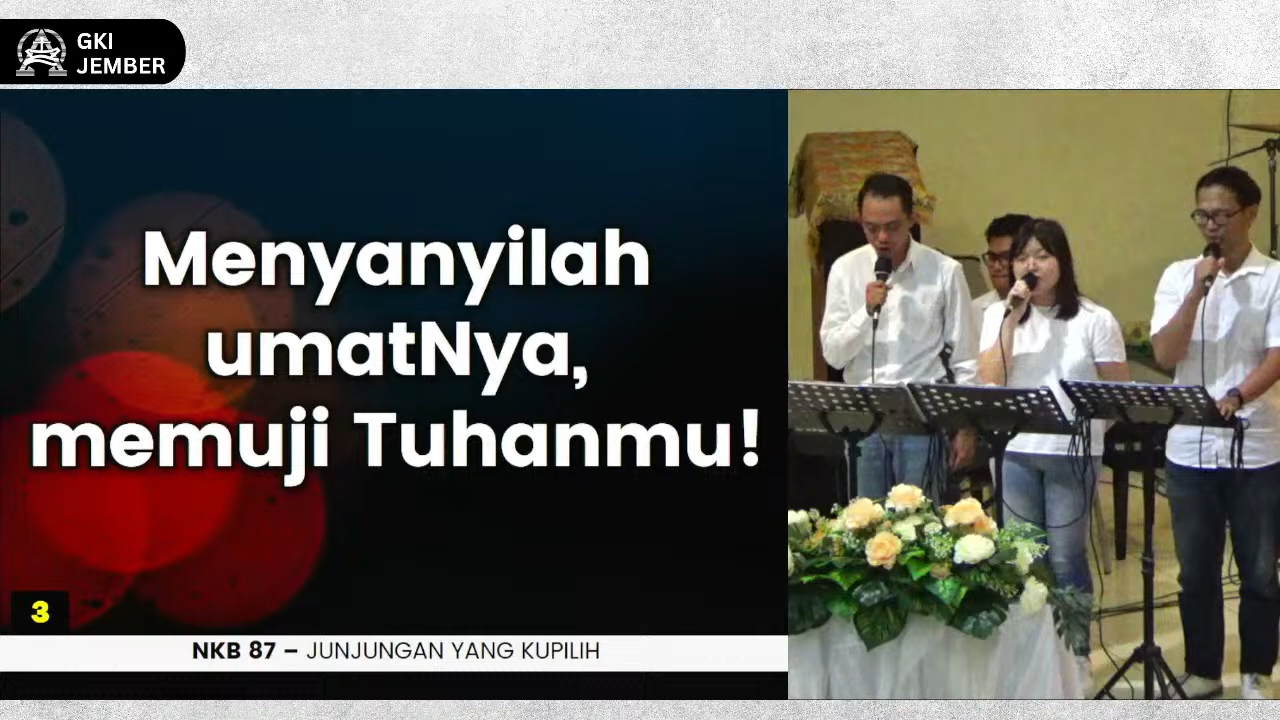 GKI
JEMBER
Menyanyilah
umatNya,
memuji Tuhanmu!
3
NKB 87 – JUNJUNGAN YANG KUPILIH